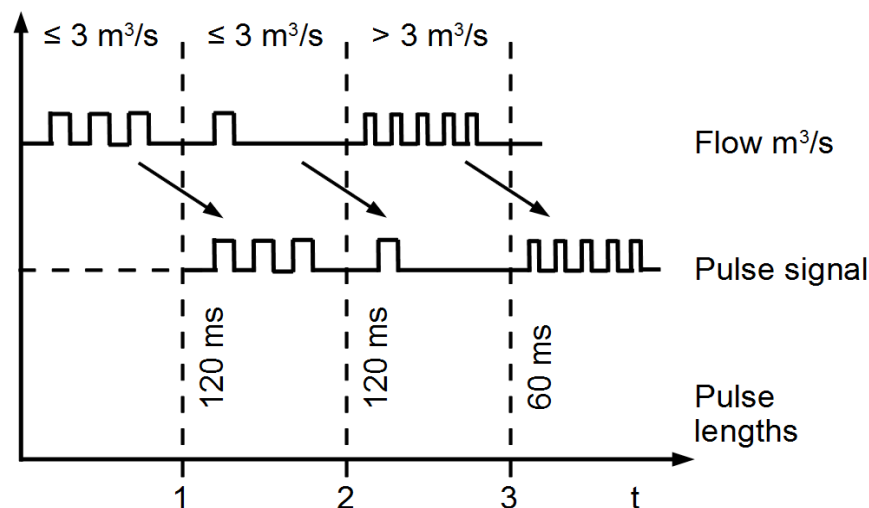 ≤ 3 m³/s
≤ 3 m³/s
> 3 m³/s
Flow m³/s
Pulse signal
120 ms
120 ms
60 ms
Pulse
lengths
1
2
3
t